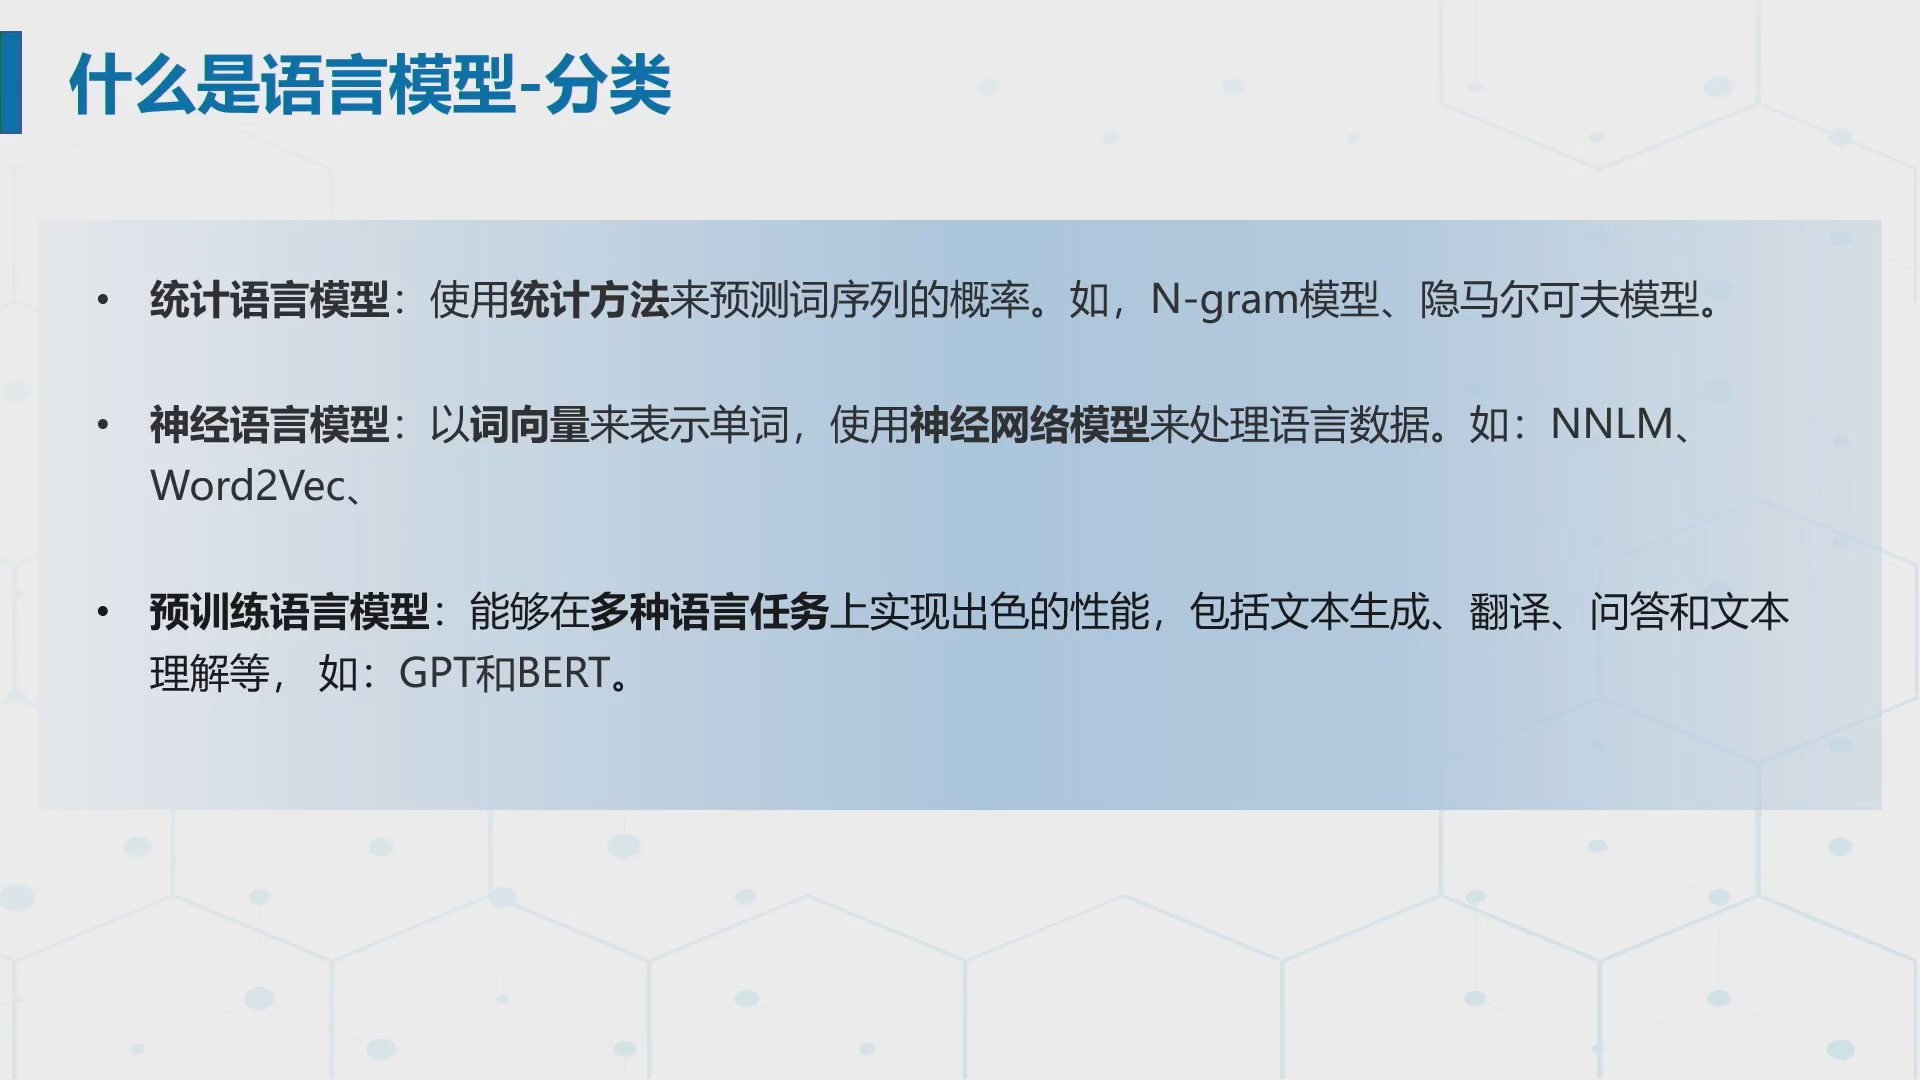 什么是语言模型-分类
• 统计语言模型：使用统计方法来预测词序列的概率。如，N-gram模型、隐马尔可夫模型。
• 神经语言模型：以词向量来表示单词，使用神经网络模型来处理语言数据。如：NNLM、
Word2Vec、
• 预训练语言模型：能够在多种语言任务上实现出色的性能，包括文本生成、翻译、问答和文本
理解等， 如：GPT和BERT。